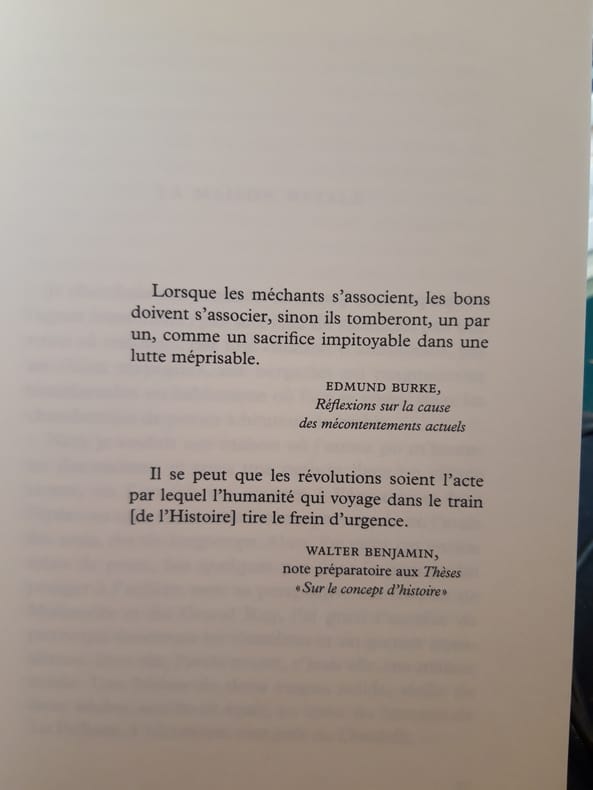 Lorsque les méchants s'associent, les bons
doivent s'associer, sinon ils tomberont, un par
un, comme un sacrifice impitoyable dans une
lutte méprisable.
EDMUND BURKE,
Réflexions sur la cause
des mécontentements actuels
Il se peut que les révolutions soient l'acte
par lequel l'humanité qui voyage dans le train
[de l'Histoire] tire le frein d'urgence.
WALTER BENJAMIN,
note préparatoire aux Thèses
« Sur le concept d'histoire »